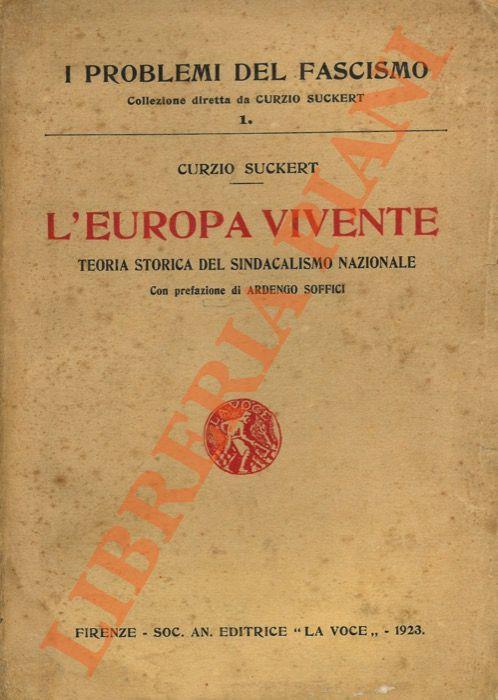 I PROBLEMI DEL FASCISMO
Collezione diretta da CURZIO SUCKERT
1.
CURZIO SUCKERT
L'EUROPA VIVENTE
TEORIA STORICA DEL SINDACALISMO NAZIONALE
Con prefazione di ARDENGO SOFFICI
LA VOCE
FIRENZE - SOC. AN. EDITRICE "LA VOCE„ - 1923.
LIBRERIA PIANI